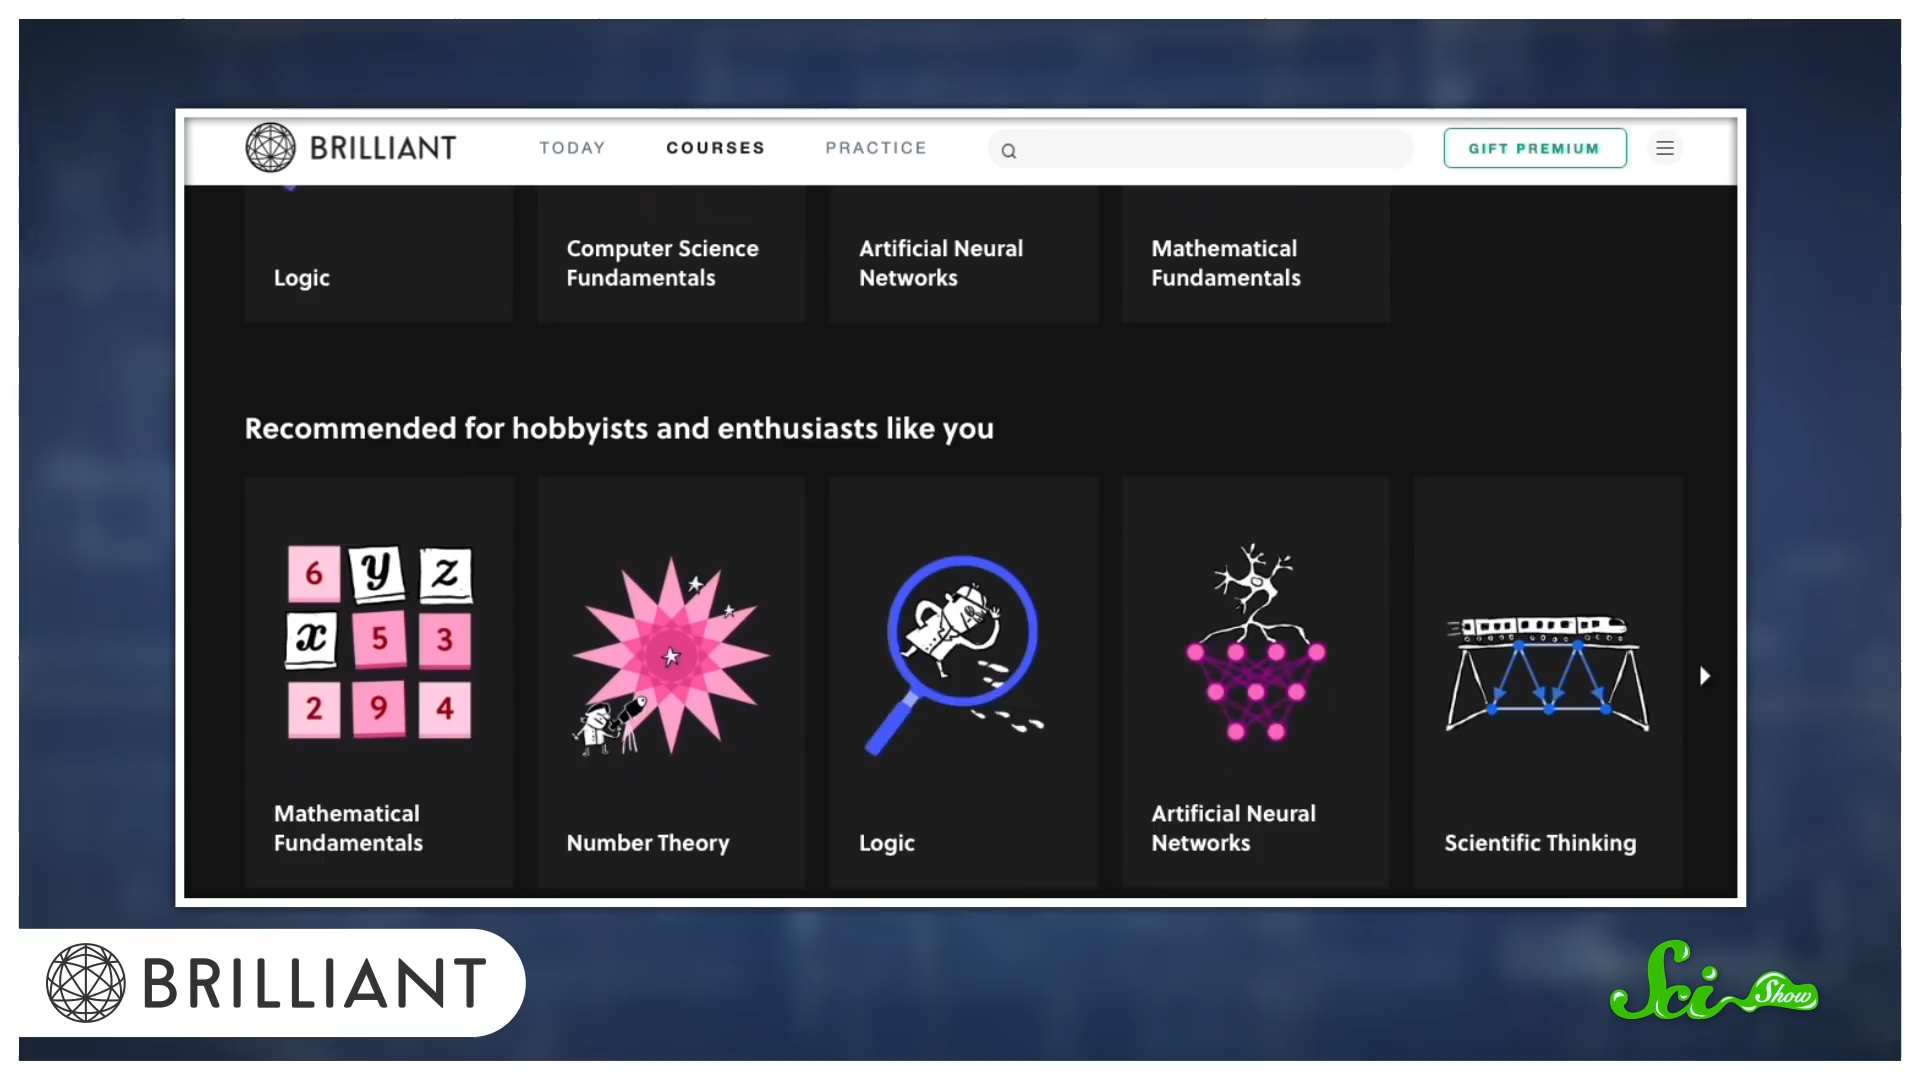 BRILLIANT
TODAY
COURSES
PRACTICE
GIFT PREMIUM
Logic
Computer Science
Fundamentals
Artificial Neural
Networks
Mathematical
Fundamentals
Recommended for hobbyists and enthusiasts like you
6 y z
x 5 3
2 9 4
Mathematical
Fundamentals
Number Theory
Logic
Artificial Neural
Networks
Scientific Thinking
BRILLIANT
Sci Show